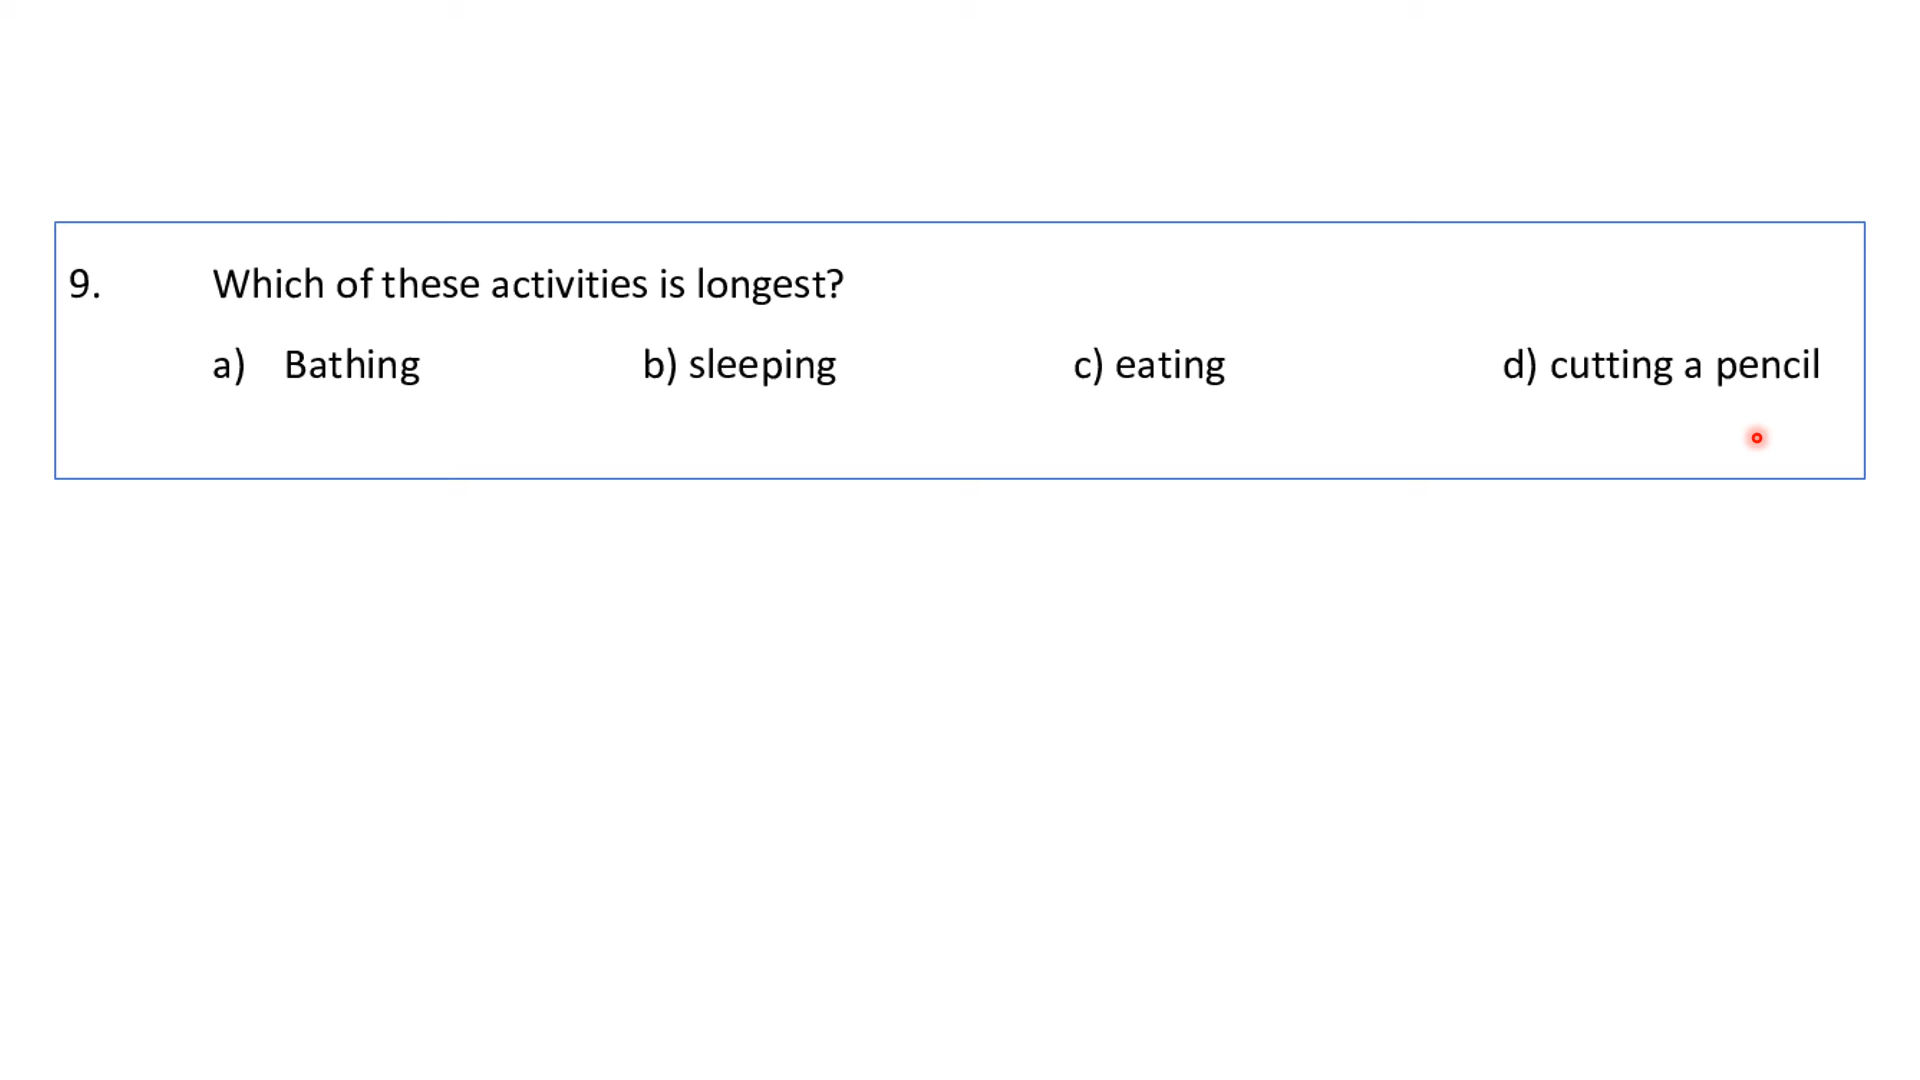 9. Which of these activities is longest?
a) Bathing b) sleeping c) eating d) cutting a pencil